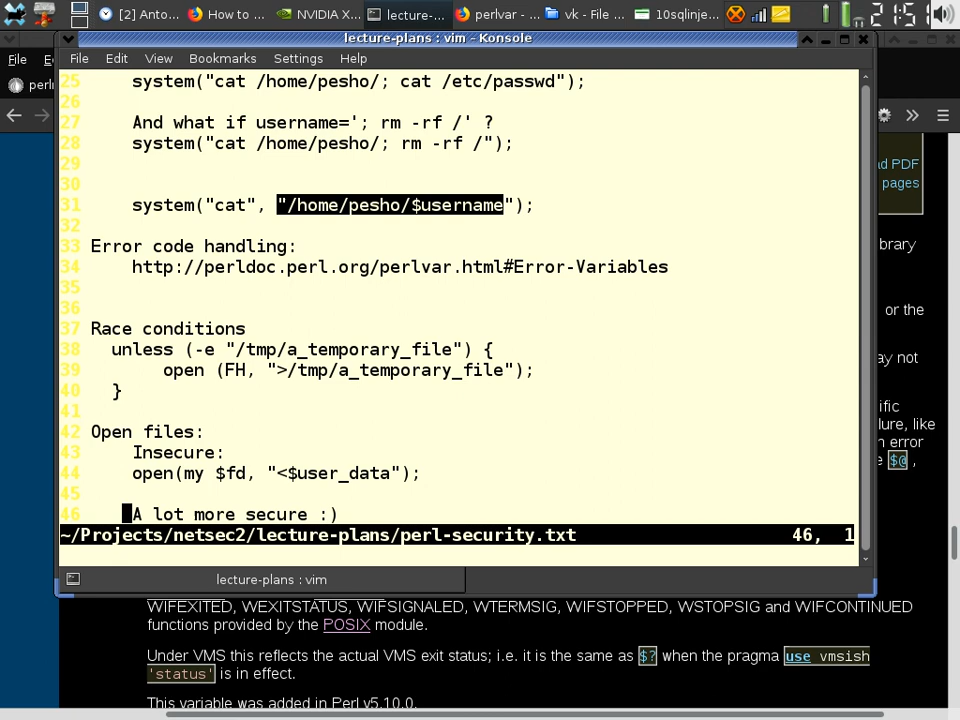 [2] Anto...
How to ...
NVIDIA X...
lecture-...
perlvar - ...
vk - File ...
10sqlinje...
21:51
lecture-plans : vim - Konsole
File
File Edit View Bookmarks Settings Help
25 system("cat /home/pesho/; cat /etc/passwd");
26
27 And what if username='; rm -rf /' ?
28 system("cat /home/pesho/; rm -rf /");
29
30
31 system("cat", "/home/pesho/$username");
32
33 Error code handling:
34 http://perldoc.perl.org/perlvar.html#Error-Variables
35
36
37 Race conditions
38 unless (-e "/tmp/a_temporary_file") {
39 open (FH, ">/tmp/a_temporary_file");
40 }
41
42 Open files:
43 Insecure:
44 open(my $fd, "<$user_data");
45
46 A lot more secure :)
~/Projects/netsec2/lecture-plans/perl-security.txt 46, 1
lecture-plans : vim
ad PDF
pages
brary
or the
ay not
ific
lure, like
n error
$@ ,
WIFEXITED, WEXITSTATUS, WIFSIGNALED, WTERMSIG, WIFSTOPPED, WSTOPSIG and WIFCONTINUED
functions provided by the POSIX module.
Under VMS this reflects the actual VMS exit status; i.e. it is the same as $? when the pragma use vmsish
'status' is in effect.
This variable was added in Perl v5.10.0.